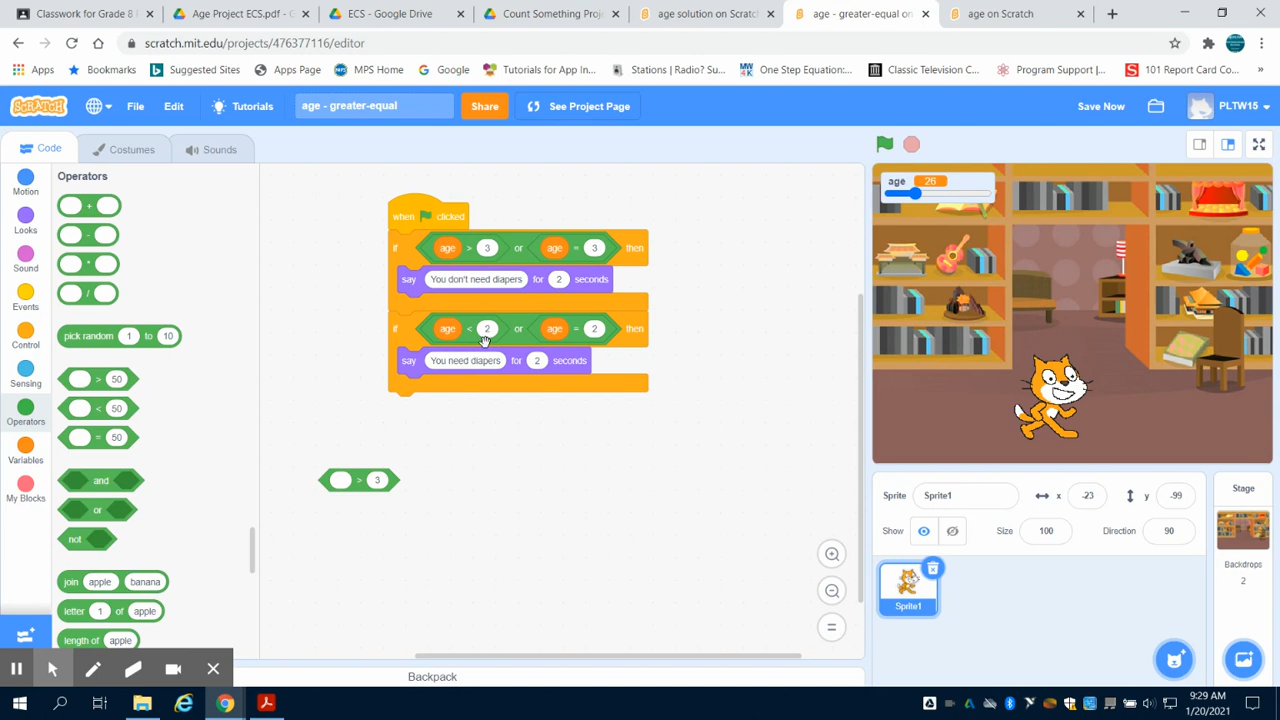 Classwork for Grade 8
Age Project ECS.pdf - G
ECS - Google Drive
Count Something Proj
age solution on Scratch
age - greater-equal on
age on Scratch
scratch.mit.edu/projects/476377116/editor
Apps
Bookmarks
Suggested Sites
Apps Page
MPS Home
Google
Tutorials for App In...
Stations | Radio? Su...
One Step Equation:...
Classic Television C...
Program Support |...
101 Report Card Co...
SCRATCH
File
Edit
Tutorials
age - greater-equal
Share
See Project Page
Save Now
PLTW15
Code
Costumes
Sounds
Motion
Looks
Sound
Events
Control
Sensing
Operators
Variables
My Blocks
Operators
+
-
*
/
pick random 1 to 10
> 50
< 50
= 50
and
or
not
join apple banana
letter 1 of apple
length of apple
when clicked
if age > 3 or age = 3 then
say You don't need diapers for 2 seconds
if age < 2 or age = 2 then
say You need diapers for 2 seconds
> 3
age 26
Sprite Sprite1 x -23 y -99
Show Size 100 Direction 90
Sprite1
Stage
Backdrops
2
Backpack
9:29 AM
1/20/2021